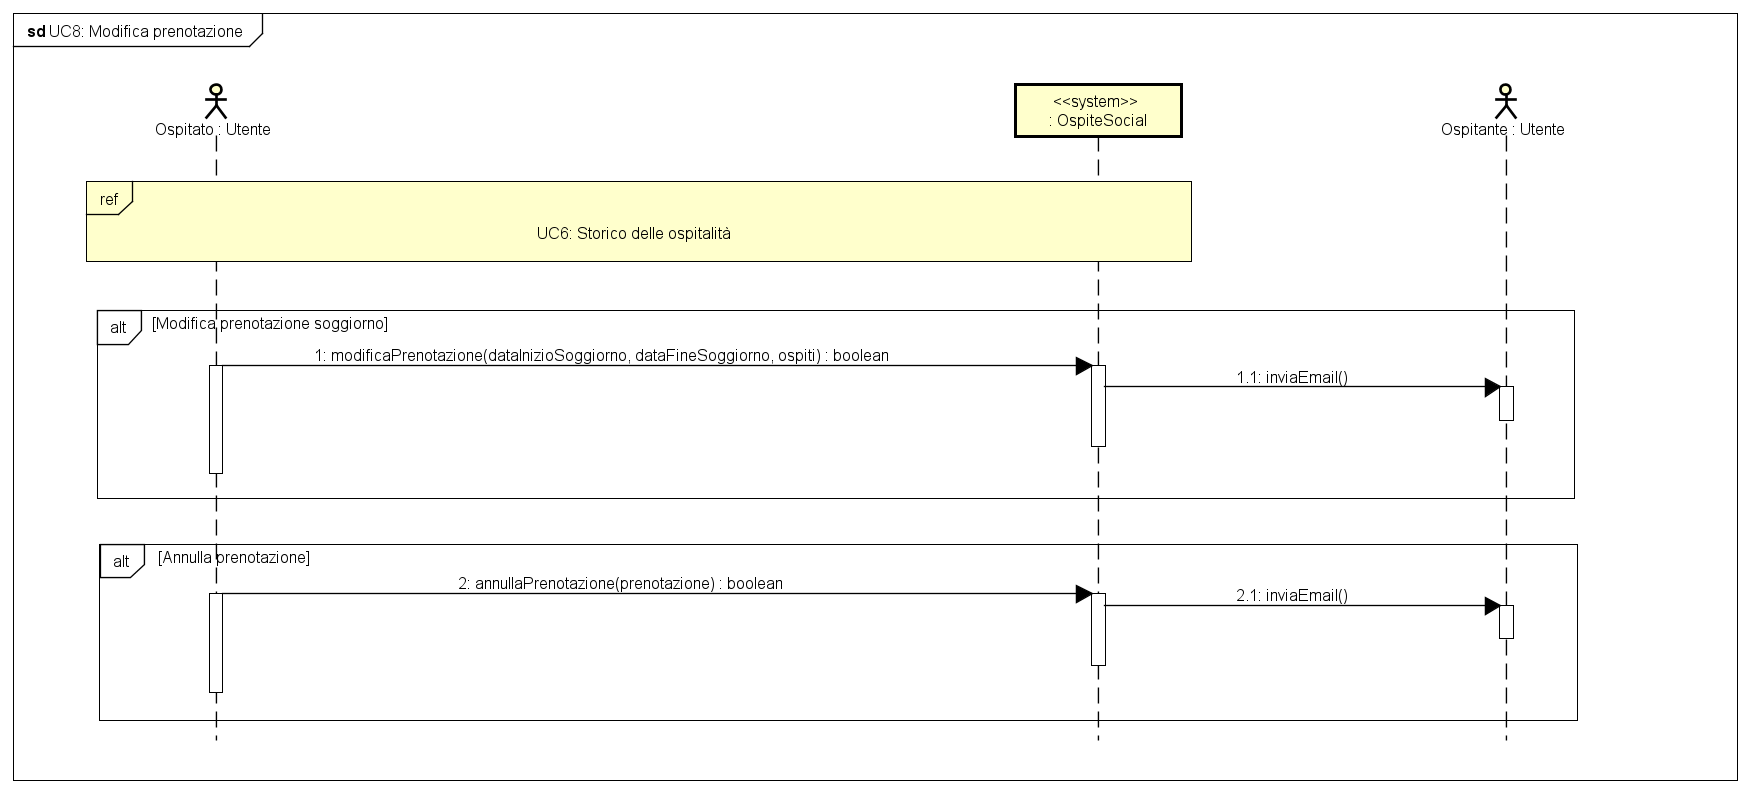 sd UC8: Modifica prenotazione
Ospitato : Utente
<<system>>
: OspiteSocial
Ospitante : Utente
ref
UC6: Storico delle ospitalità
alt
[Modifica prenotazione soggiorno]
1: modificaPrenotazione(dataInizioSoggiorno, dataFineSoggiorno, ospiti) : boolean
1.1: inviaEmail()
alt
[Annulla prenotazione]
2: annullaPrenotazione(prenotazione) : boolean
2.1: inviaEmail()